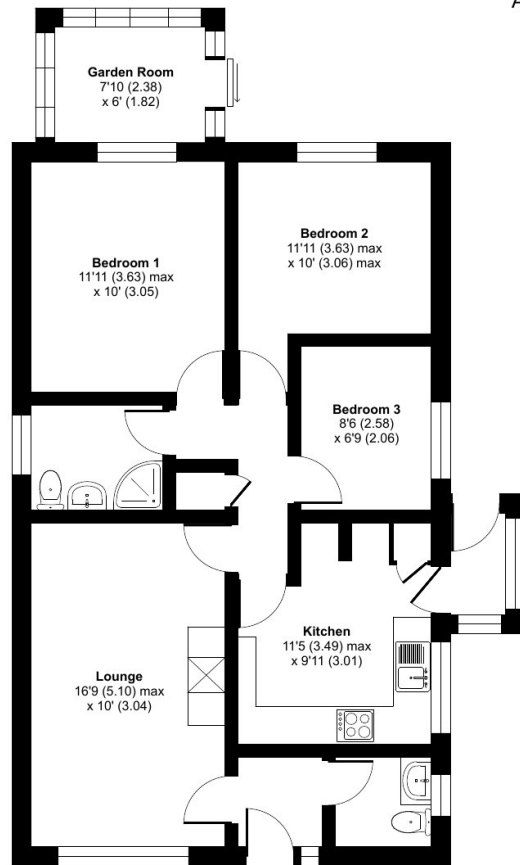 Garden Room
7'10 (2.38)
x 6' (1.82)
Bedroom 1
11'11 (3.63) max
x 10' (3.05)
Bedroom 2
11'11 (3.63) max
x 10' (3.06) max
Bedroom 3
8'6 (2.58)
x 6'9 (2.06)
Kitchen
11'5 (3.49) max
x 9'11 (3.01)
Lounge
16'9 (5.10) max
x 10' (3.04)